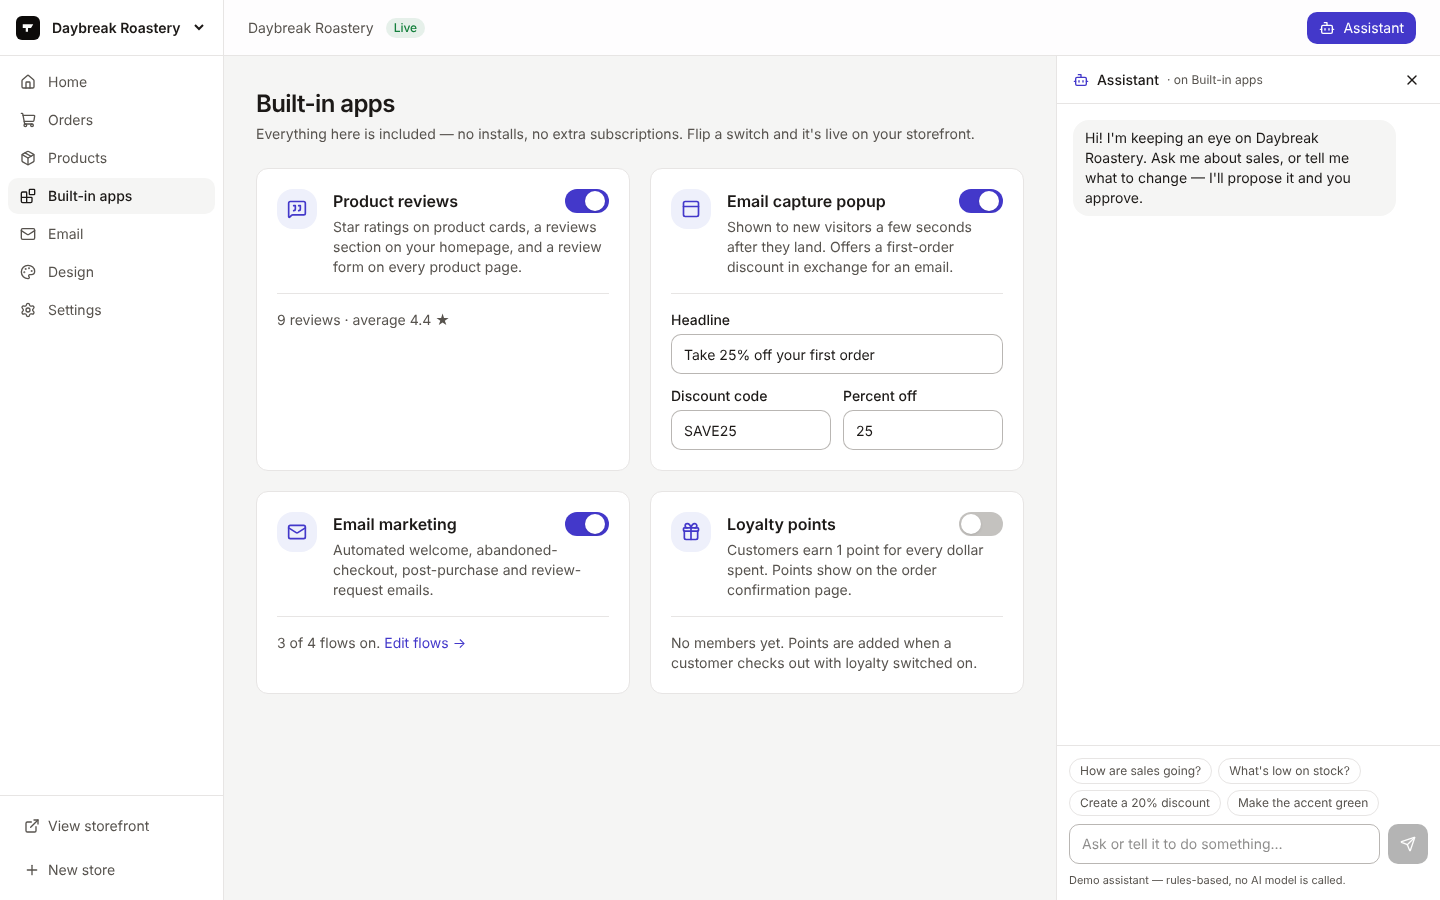 Daybreak Roastery
Home
Orders
Products
Built-in apps
Email
Design
Settings
View storefront
New store
Daybreak Roastery
Live
Assistant
Built-in apps
Everything here is included — no installs, no extra subscriptions. Flip a switch and it's live on your storefront.
Product reviews
Star ratings on product cards, a reviews
section on your homepage, and a review
form on every product page.
9 reviews · average 4.4 ★
Email capture popup
Shown to new visitors a few seconds
after they land. Offers a first-order
discount in exchange for an email.
Headline
Take 25% off your first order
Discount code
Percent off
SAVE25
25
Email marketing
Automated welcome, abandoned-
checkout, post-purchase and review-
request emails.
3 of 4 flows on. Edit flows →
Loyalty points
Customers earn 1 point for every dollar
spent. Points show on the order
confirmation page.
No members yet. Points are added when a
customer checks out with loyalty switched on.
Assistant · on Built-in apps
Hi! I'm keeping an eye on Daybreak
Roastery. Ask me about sales, or tell me
what to change — I'll propose it and you
approve.
How are sales going?
What's low on stock?
Create a 20% discount
Make the accent green
Ask or tell it to do something...
Demo assistant — rules-based, no AI model is called.